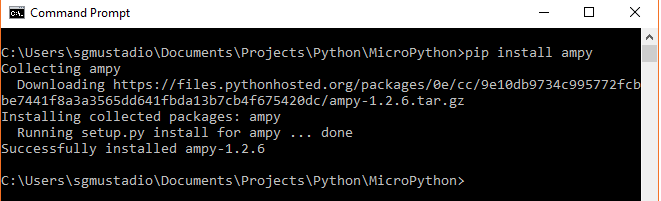 Command Prompt
C:\Users\sgmustadio\Documents\Projects\Python\MicroPython>pip install ampy
Collecting ampy
  Downloading https://files.pythonhosted.org/packages/0e/cc/9e10db9734c995772fcb
be7441f8a3a3565dd641fbda13b7cb4f675420dc/ampy-1.2.6.tar.gz
Installing collected packages: ampy
  Running setup.py install for ampy ... done
Successfully installed ampy-1.2.6
C:\Users\sgmustadio\Documents\Projects\Python\MicroPython>